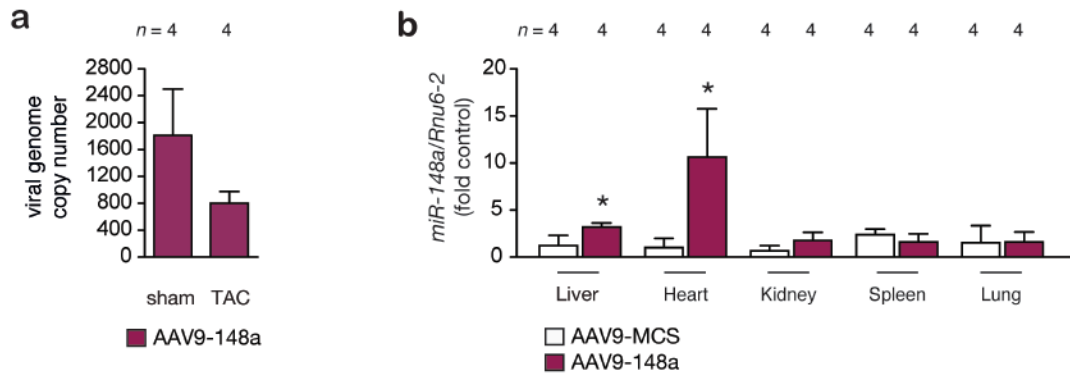 a
n = 4 4
viral genome
copy number
2800
2400
2000
1600
1200
800
400
0
sham TAC
AAV9-148a
b
n = 4 4 4 4 4 4 4 4 4 4
miR-148a/Rnu6-2
(fold control)
20
15
10
5
0
* *
Liver Heart Kidney Spleen Lung
AAV9-MCS
AAV9-148a